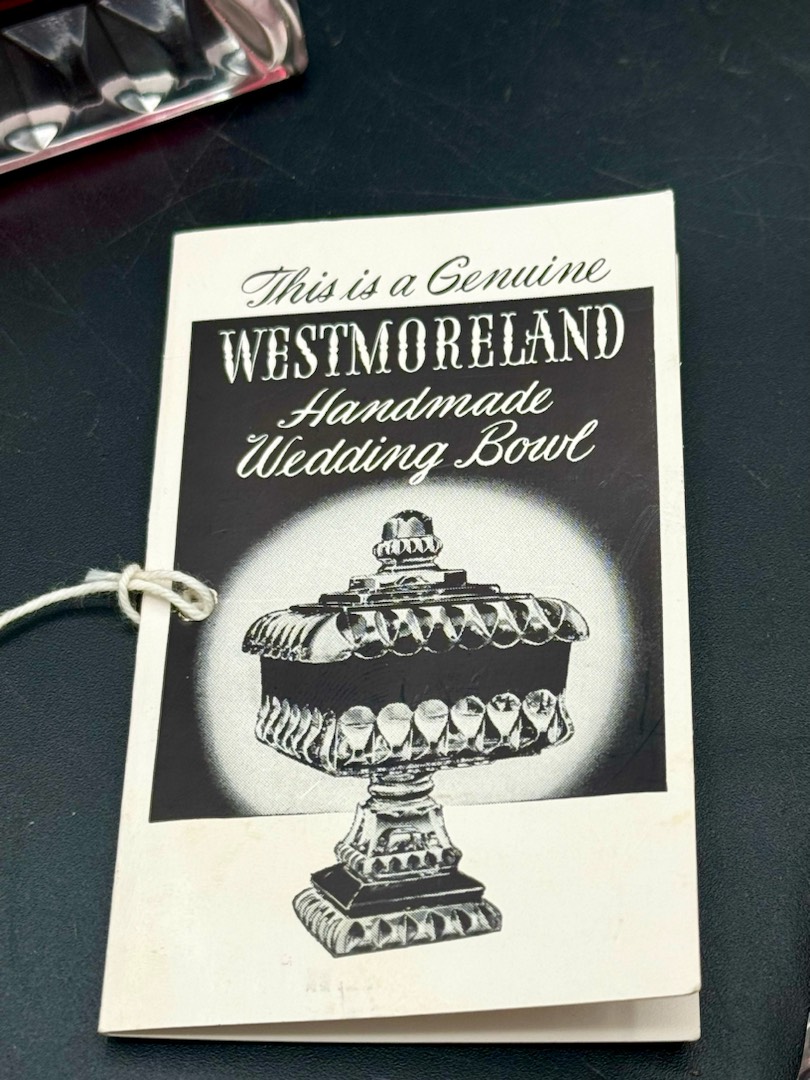 This is a Genuine
WESTMORELAND
Handmade
Wedding Bowl